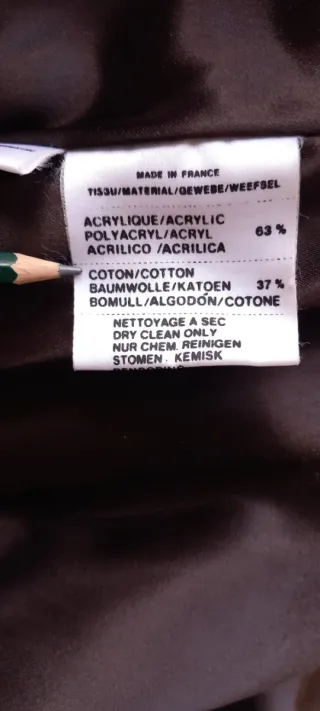 MADE IN FRANCE
TISSU/MATERIAL/GEWEBE/WEEFSEL
ACRYLIQUE/ACRYLIC
POLYACRYL/ACRYL 63 %
ACRILICO /ACRILICA
COTON/COTTON
BAUMWOLLE/KATOEN 37 %
BOMULL/ALGODÓN/COTONE
NETTOYAGE A SEC
DRY CLEAN ONLY
NUR CHEM. REINIGEN
STOMEN . KEMISK